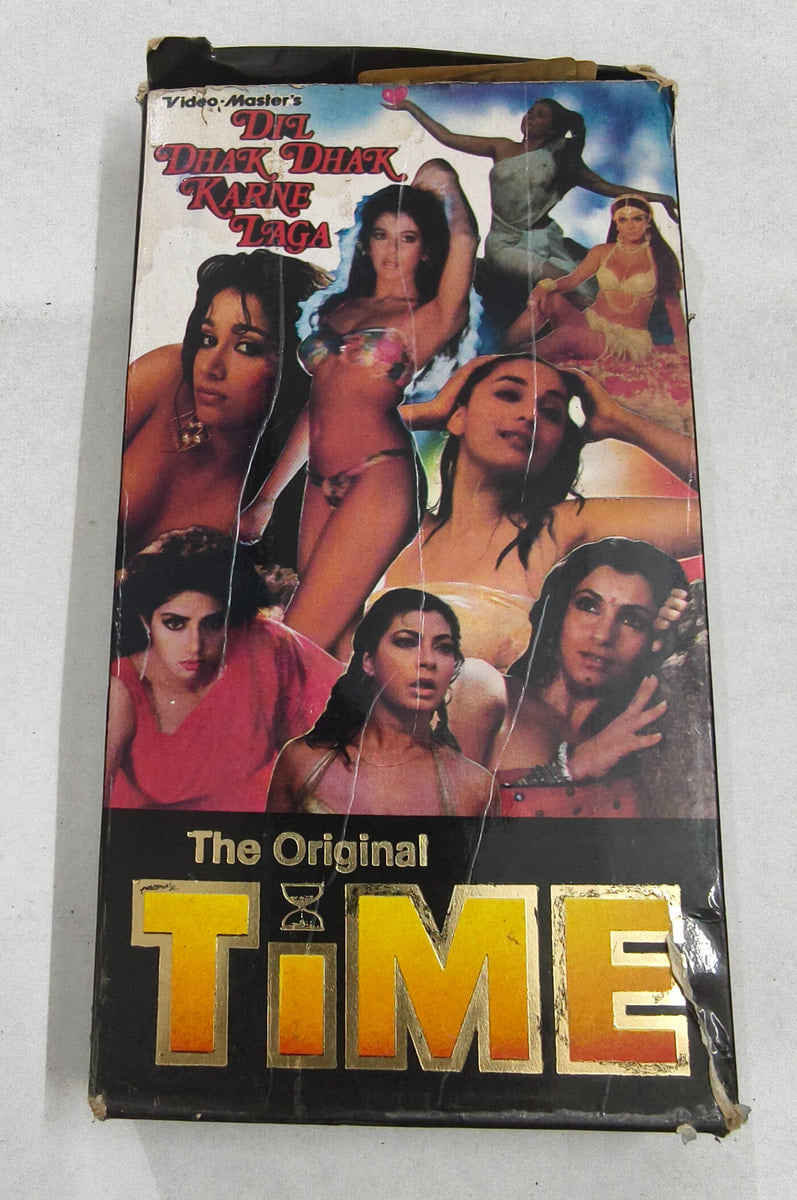 Video-Master's
DIL
DHAK DHAK
KARNE
LAGA
The Original
TiME